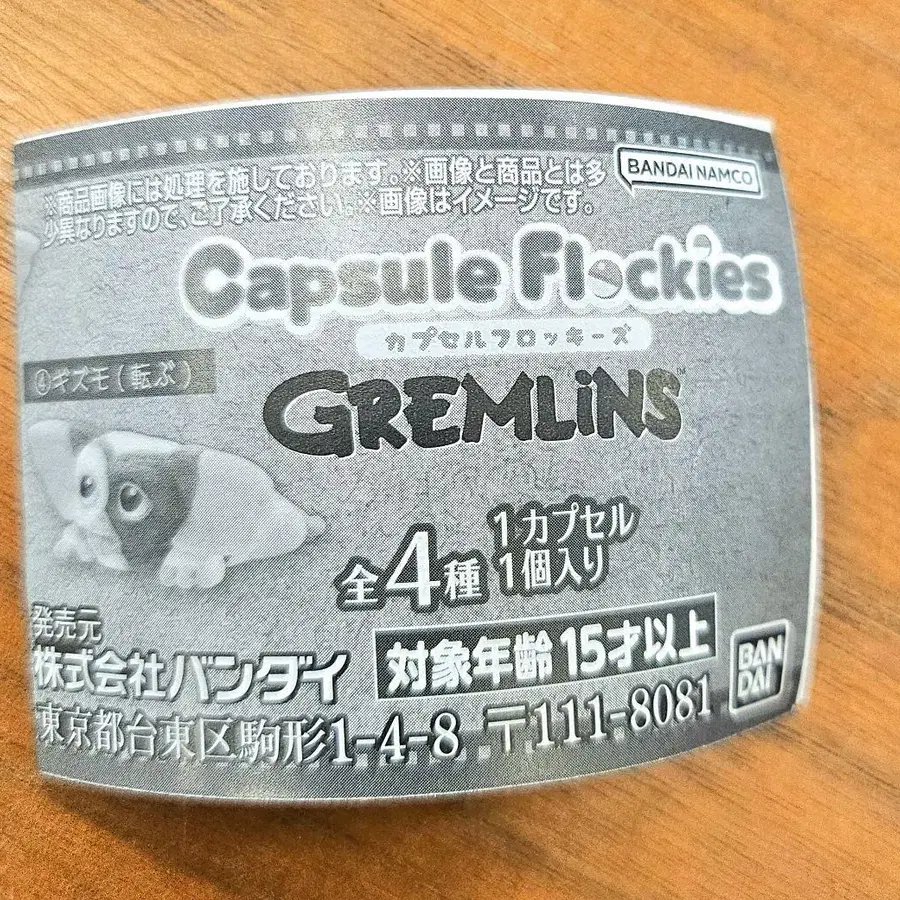 ※商品画像には処理を施しております。※画像と商品とは多
少異なりますので、ご了承ください。※画像はイメージです。
BANDAI NAMCO
Capsule Flockies
カプセルフロッキーズ
④ギズモ(転ぶ)
GREMLiNS™
全4種
1カプセル
1個入り
発売元
株式会社バンダイ
対象年齢15才以上
BAN
DAI
東京都台東区駒形1-4-8 〒111-8081